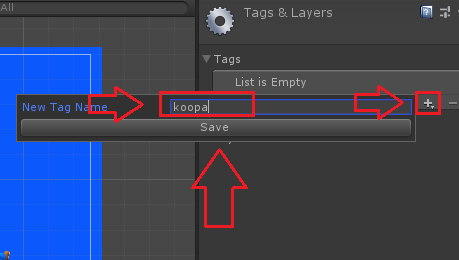 All
Tags & Layers
Tags
List is Empty
New Tag Name koopa
Save